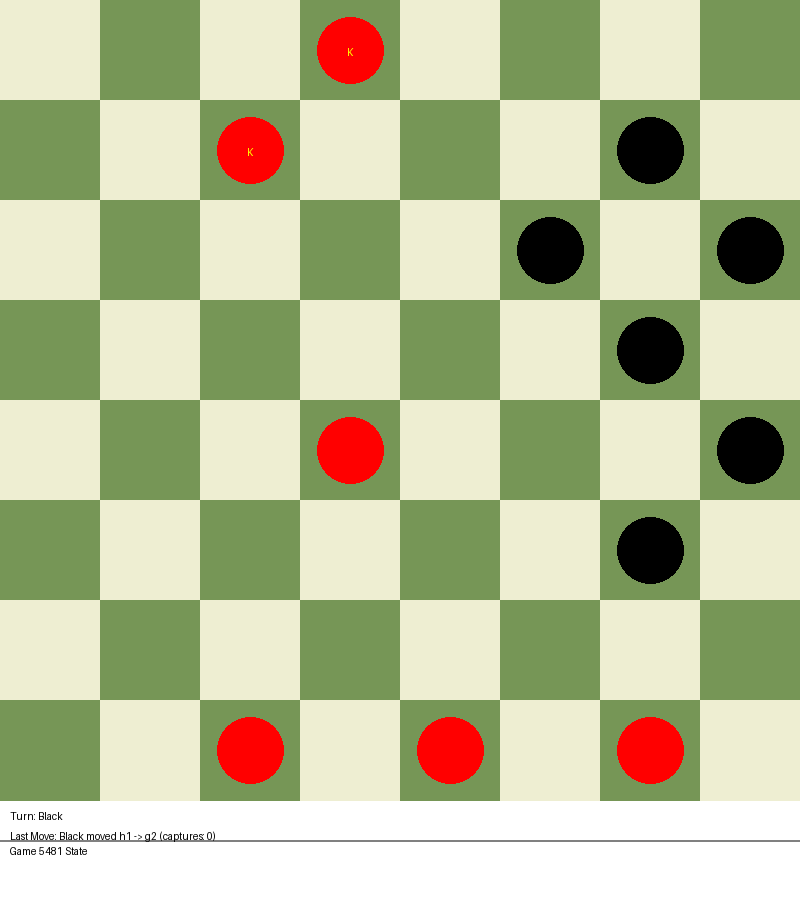 K
K
Turn: Black
Last Move: Black moved h1 -> g2 (captures: 0)
Game 5481 State